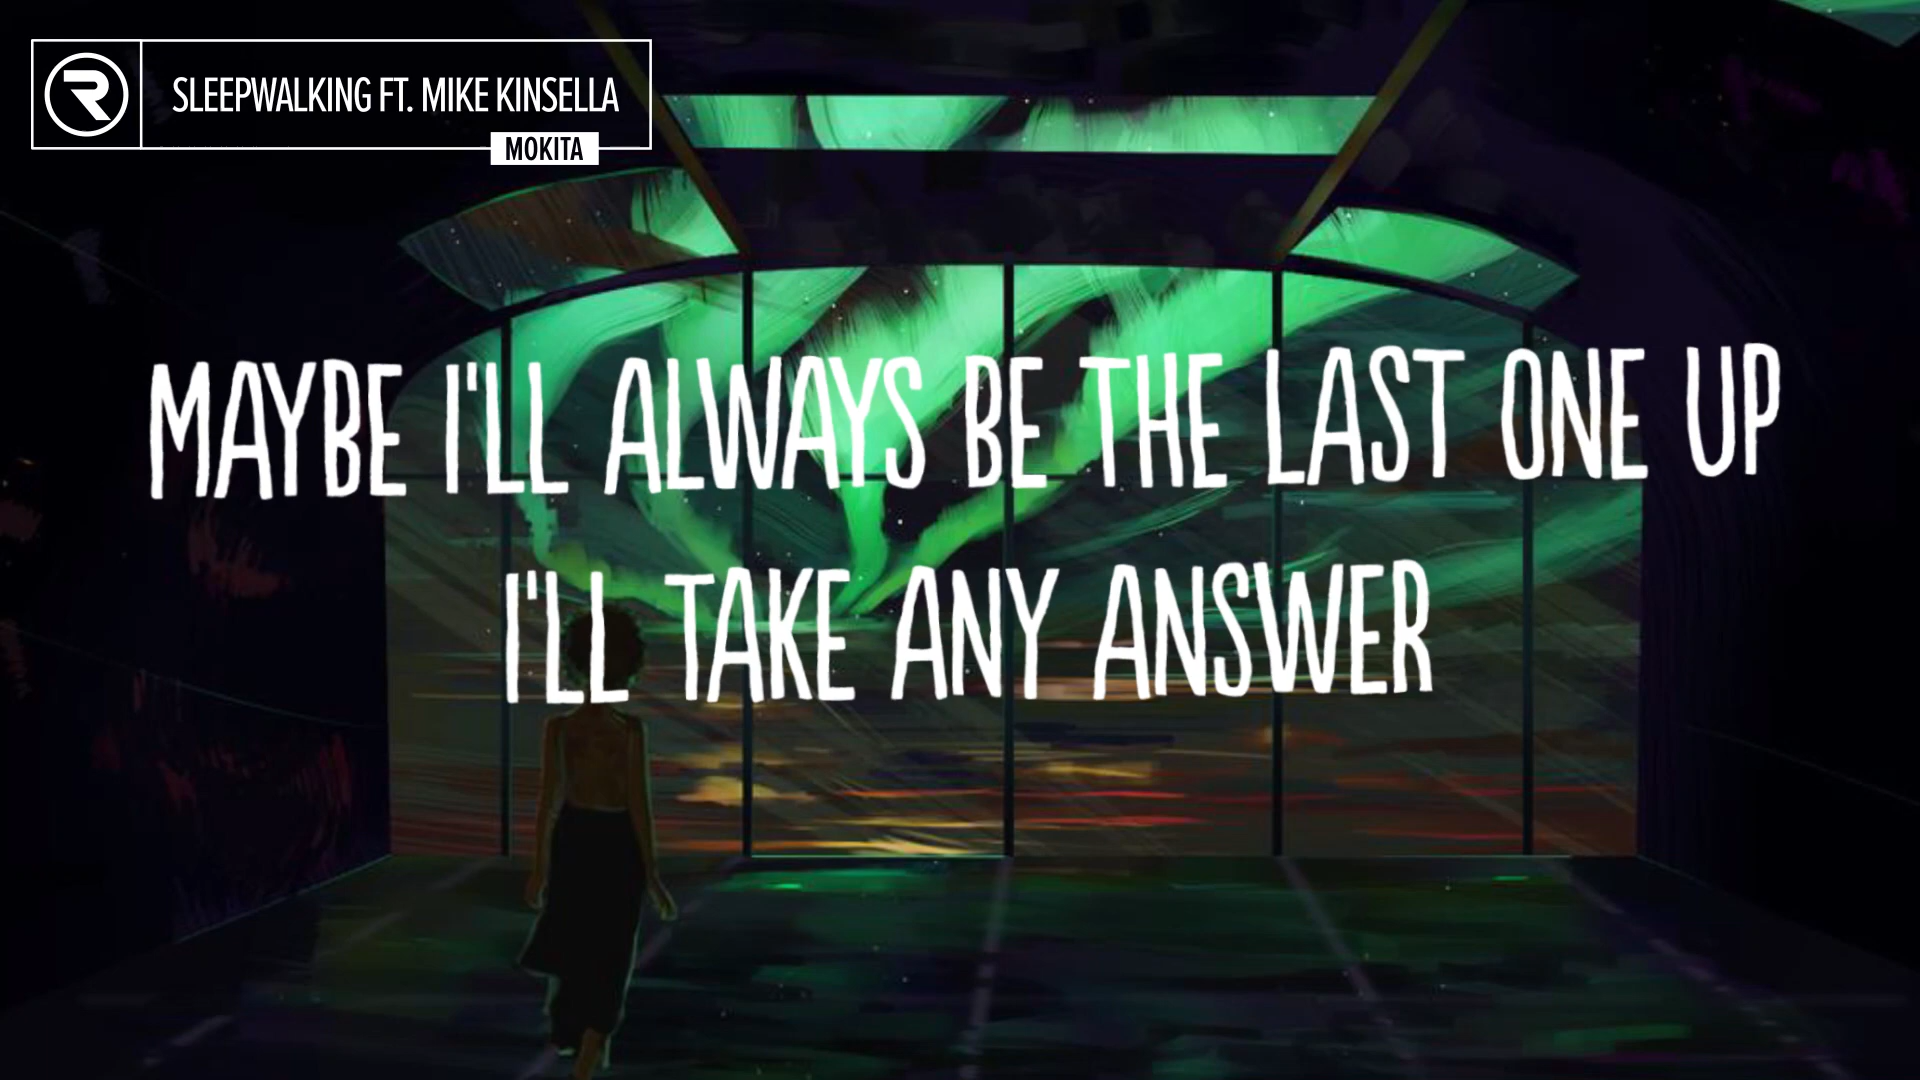 SLEEPWALKING FT. MIKE KINSELLA
MOKITA
MAYBE I'LL ALWAYS BE THE LAST ONE UP
I'LL TAKE ANY ANSWER